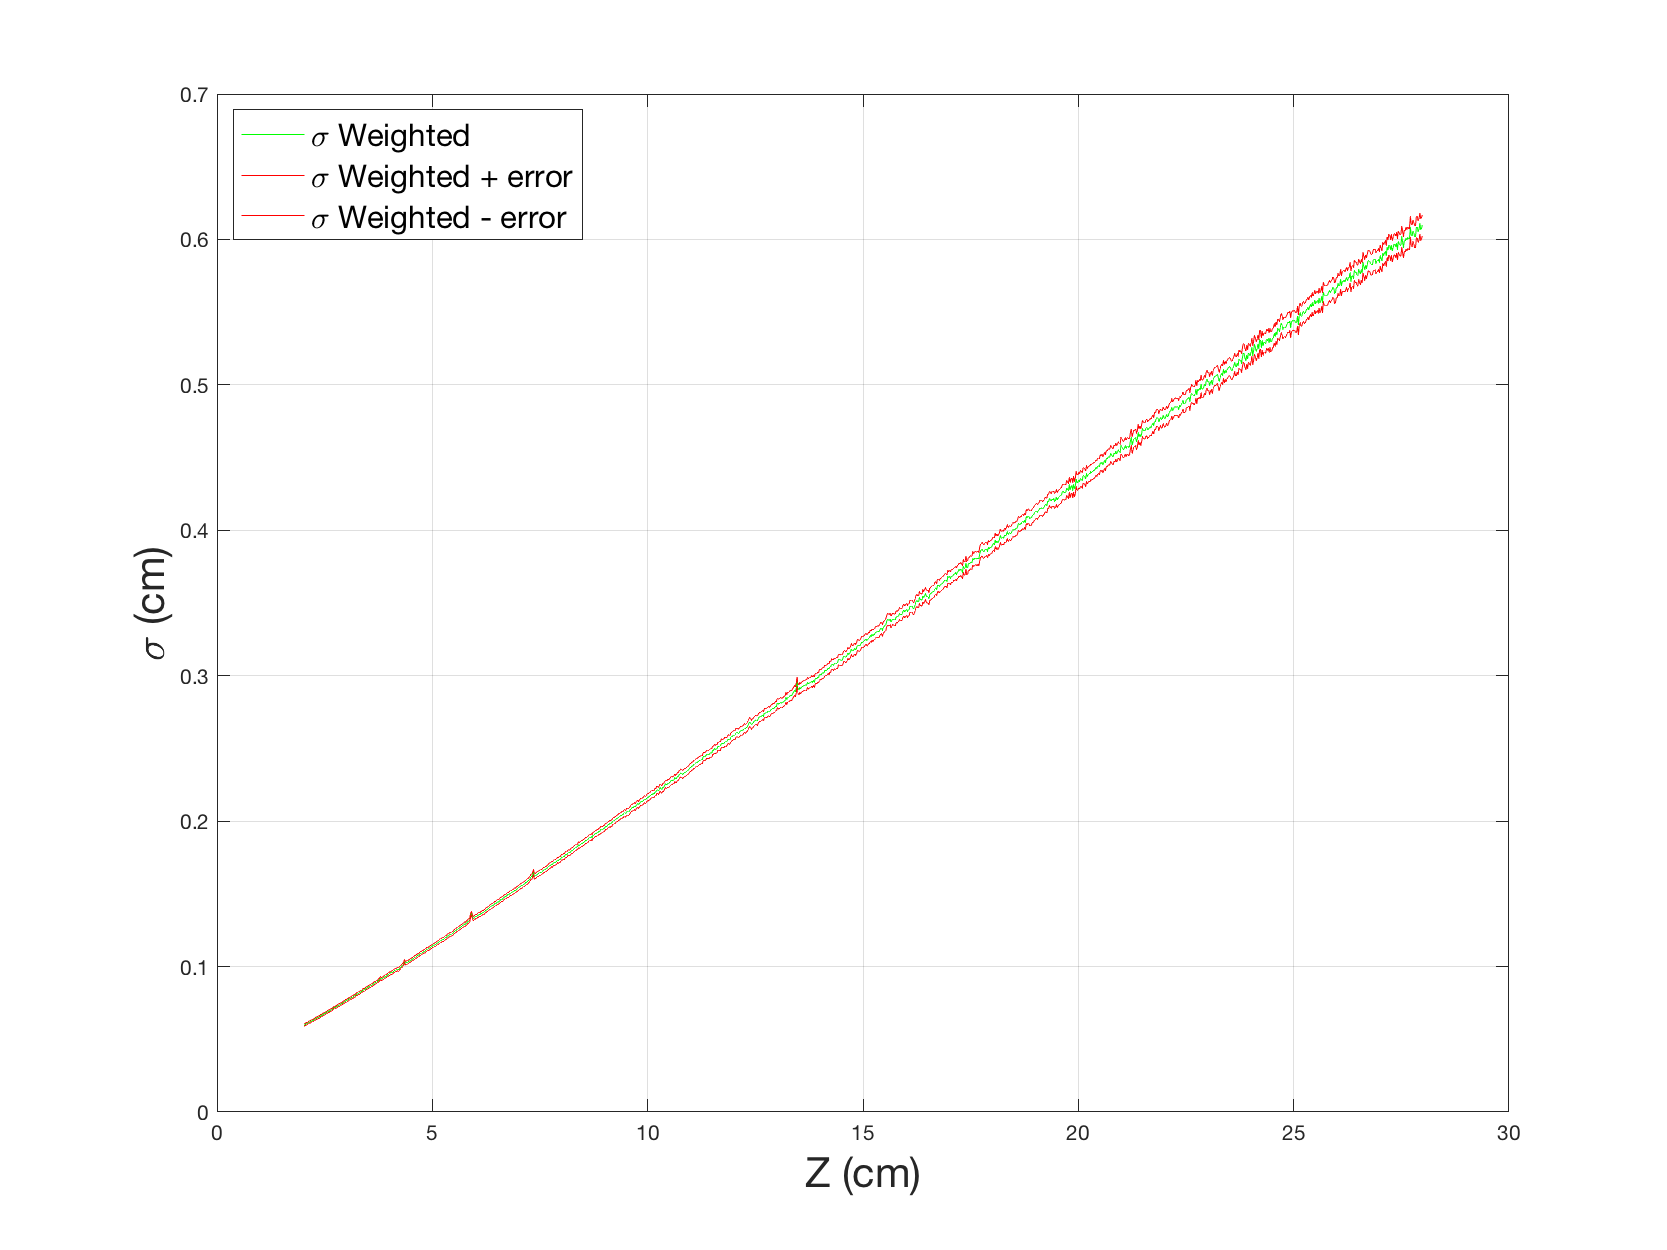 0.7
σ Weighted
σ Weighted + error
σ Weighted - error
0.6
0.5
0.4
σ (cm)
0.3
0.2
0.1
0
0 5 10 15 20 25 30
Z (cm)